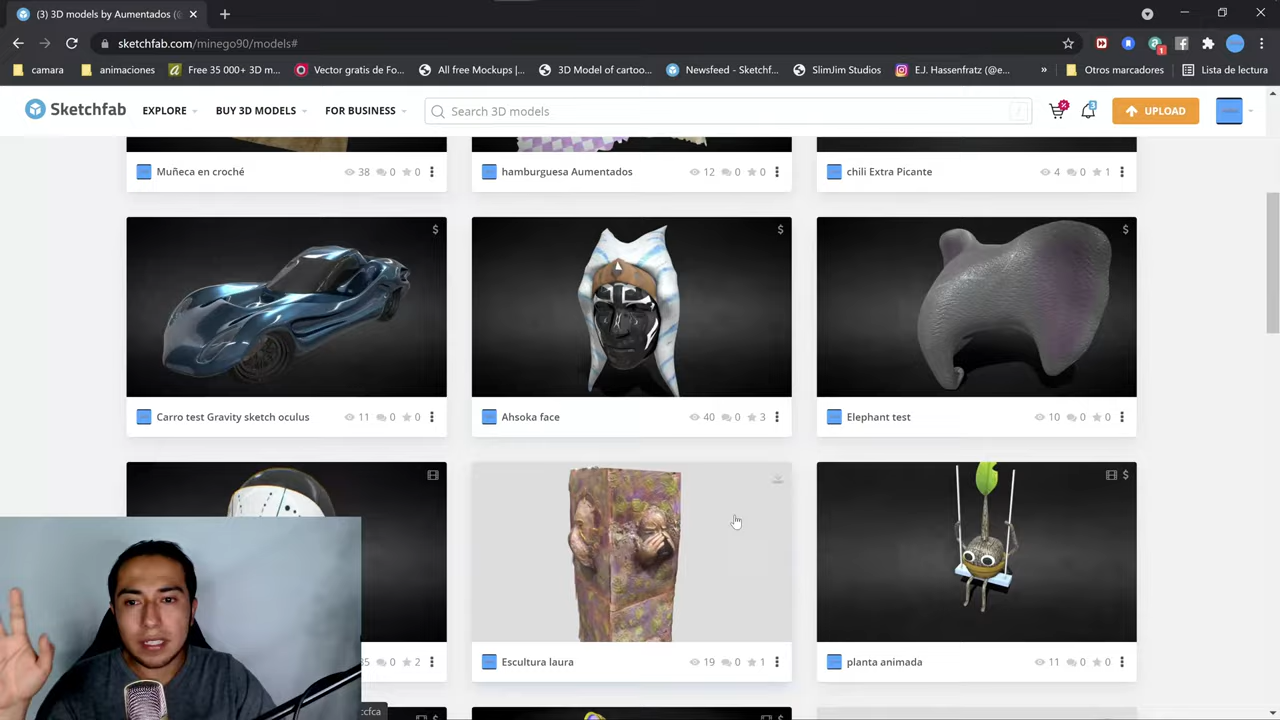 (3) 3D models by Aumentados (
sketchfab.com/minego90/models#
camara
animaciones
Free 35 000+ 3D m...
Vector gratis de Fo...
All free Mockups |...
3D Model of cartoo...
Newsfeed - Sketchf...
SlimJim Studios
E.J. Hassenfratz (@e...
»
Otros marcadores
Lista de lectura
Sketchfab
EXPLORE
BUY 3D MODELS
FOR BUSINESS
Search 3D models
/
UPLOAD
Muñeca en croché 38 0 0
hamburguesa Aumentados 12 0 0
chili Extra Picante 4 0 1
$
$
Carro test Gravity sketch oculus 11 0 0
Ahsoka face 40 0 3
Elephant test 10 0 0
$
5 0 2
Escultura laura 19 0 1
planta animada 11 0 0
ccfca